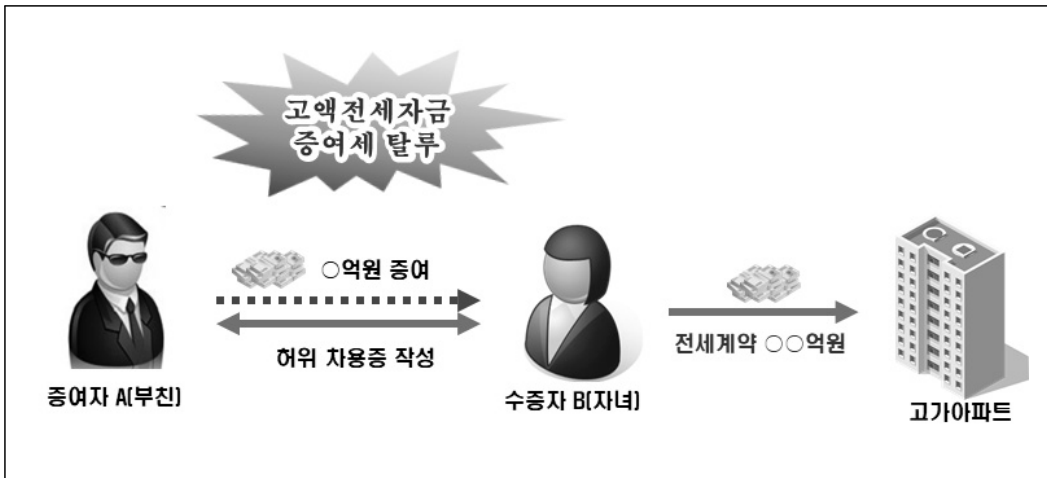 고액전세자금
증여세 탈루
○억원 증여
허위 차용증 작성
전세계약 ○○억원
증여자 A(부친)
수증자 B(자녀)
고가아파트